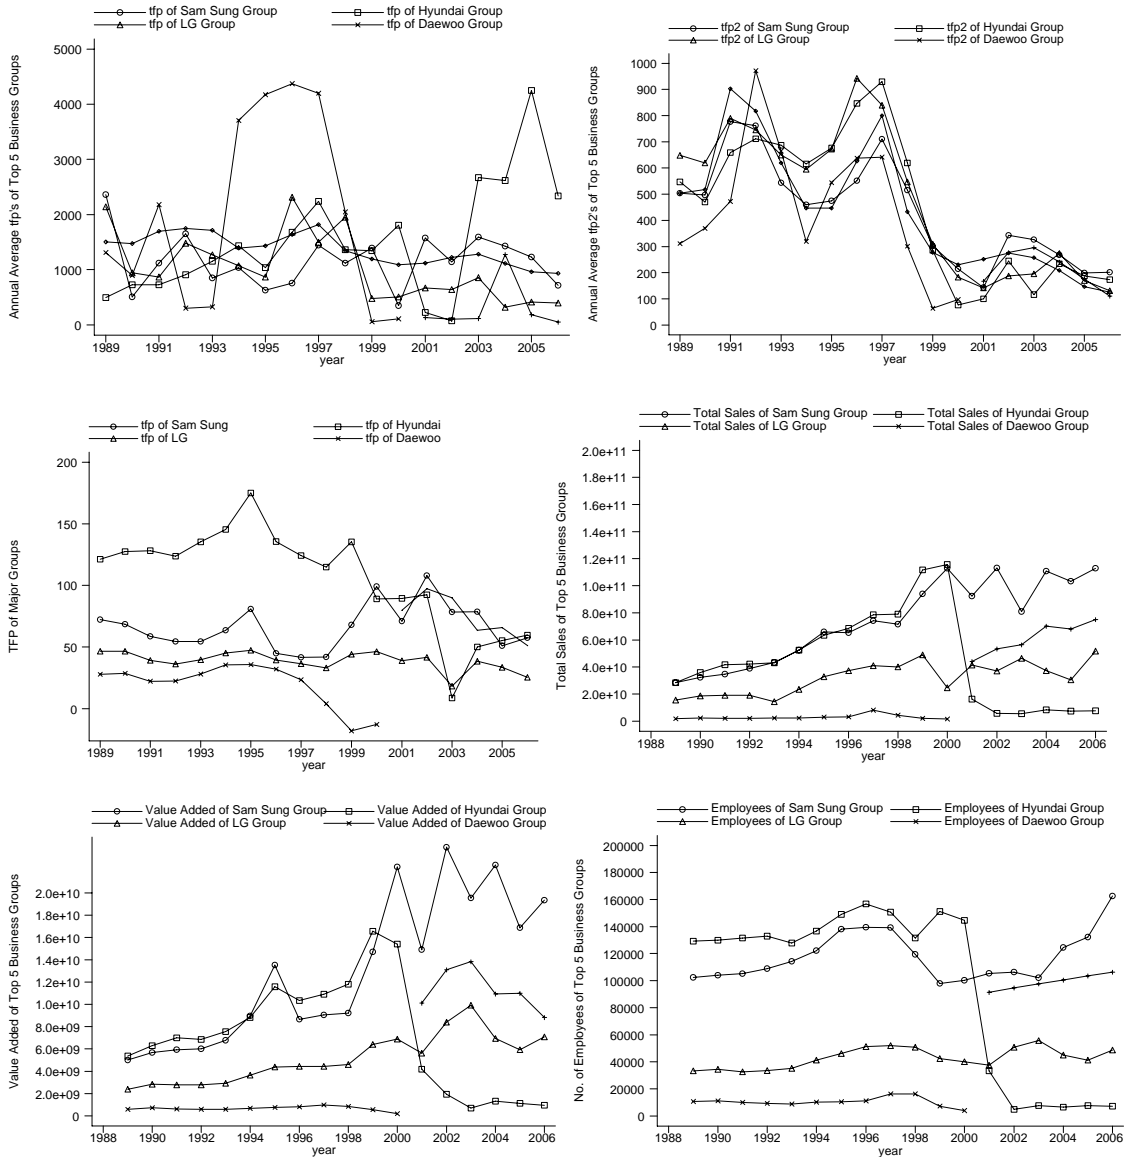 tfp of Sam Sung Group tfp of Hyundai Group
tfp of LG Group tfp of Daewoo Group
Annual Average tfp's of Top 5 Business Groups
5000
4000
3000
2000
1000
0
1989 1991 1993 1995 1997 1999 2001 2003 2005
year
tfp2 of Sam Sung Group tfp2 of Hyundai Group
tfp2 of LG Group tfp2 of Daewoo Group
Annual Average tfp2's of Top 5 Business Groups
1000
900
800
700
600
500
400
300
200
100
0
1989 1991 1993 1995 1997 1999 2001 2003 2005
year
tfp of Sam Sung tfp of Hyundai
tfp of LG tfp of Daewoo
TFP of Major Groups
200
150
100
50
0
1989 1991 1993 1995 1997 1999 2001 2003 2005
year
Total Sales of Sam Sung Group Total Sales of Hyundai Group
Total Sales of LG Group Total Sales of Daewoo Group
Total Sales of Top 5 Business Groups
2.0e+11
1.8e+11
1.6e+11
1.4e+11
1.2e+11
1.0e+11
8.0e+10
6.0e+10
4.0e+10
2.0e+10
0
1988 1990 1992 1994 1996 1998 2000 2002 2004 2006
year
Value Added of Sam Sung Group Value Added of Hyundai Group
Value Added of LG Group Value Added of Daewoo Group
Value Added of Top 5 Business Groups
2.0e+10
1.8e+10
1.6e+10
1.4e+10
1.2e+10
1.0e+10
8.0e+09
6.0e+09
4.0e+09
2.0e+09
0
1988 1990 1992 1994 1996 1998 2000 2002 2004 2006
year
Employees of Sam Sung Group Employees of Hyundai Group
Employees of LG Group Employees of Daewoo Group
No. of Employees of Top 5 Business Groups
200000
180000
160000
140000
120000
100000
80000
60000
40000
20000
0
1988 1990 1992 1994 1996 1998 2000 2002 2004 2006
year